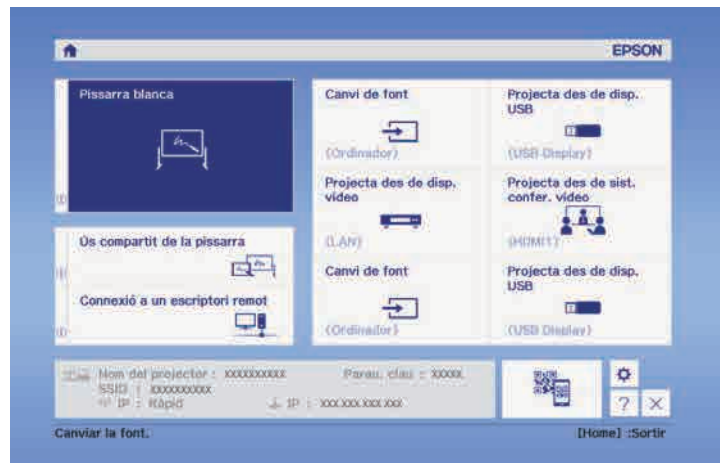 EPSON
Pissarra blanca
Ús compartit de la pissarra
Connexió a un escriptori remot
Canvi de font
(Ordinador)
Projecta des de disp.
USB
(USB Display)
Projecta des de disp.
vídeo
(LAN)
Projecta des de sist.
confer. vídeo
(HDMI1)
Canvi de font
(Ordinador)
Projecta des de disp.
USB
(USB Display)
Nom del projector : xxxxxxxxxx
Parau. clau : xxxxx
SSID : xxxxxxxxxx
IP : Ràpid
IP : xxx.xxx.xxx.xxx
?
Canviar la font.
[Home] :Sortir